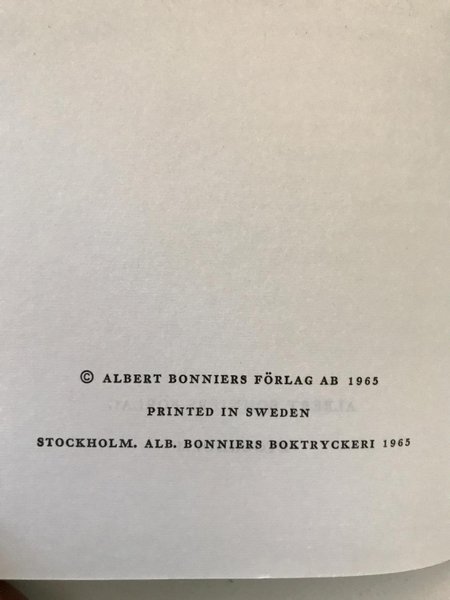 © ALBERT BONNIERS FÖRLAG AB 1965
PRINTED IN SWEDEN
STOCKHOLM. ALB. BONNIERS BOKTRYCKERI 1965